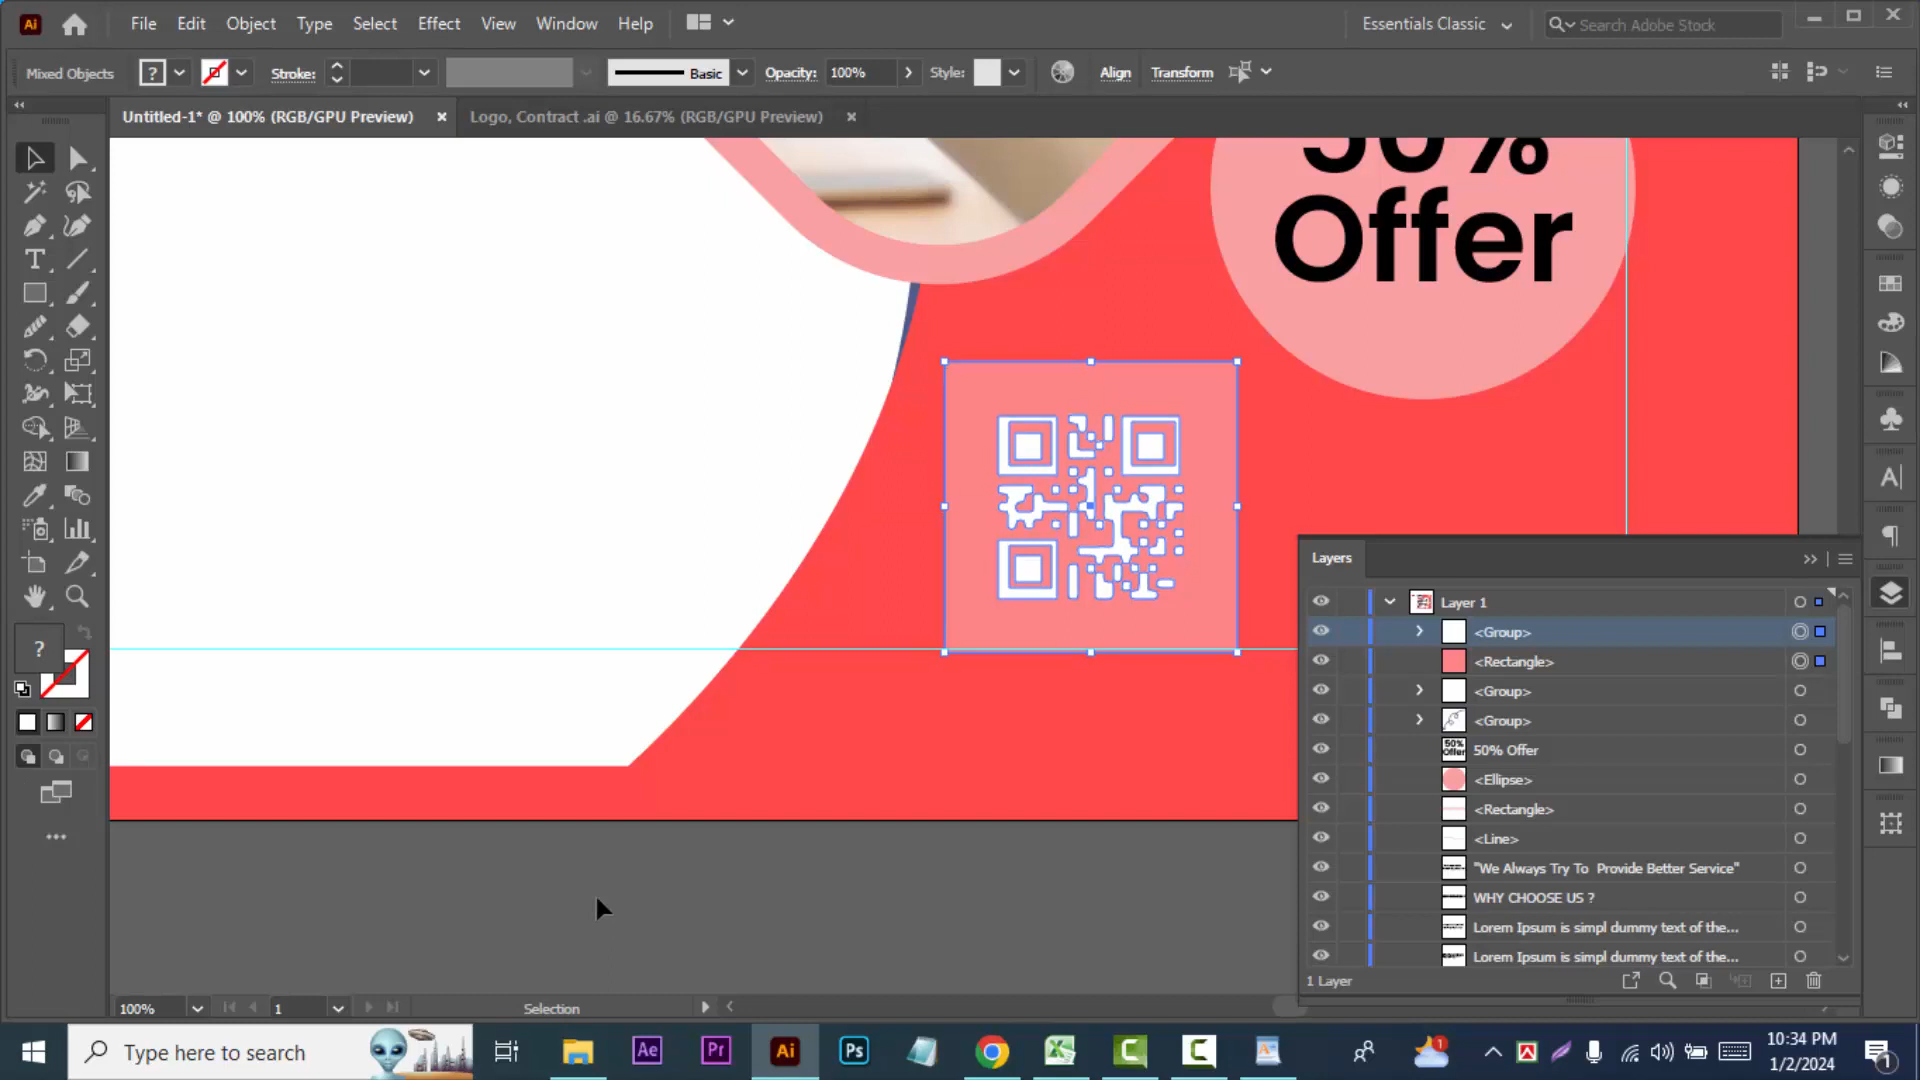 Ai File Edit Object Type Select Effect View Window Help Essentials Classic Search Adobe Stock
Mixed Objects ? Stroke: Basic Opacity: 100% Style: Align Transform
Untitled-1* @ 100% (RGB/GPU Preview) × Logo, Contract .ai @ 16.67% (RGB/GPU Preview) ×
50%
Offer
?
Layers
Layer 1
<Group>
<Rectangle>
<Group>
<Group>
50% Offer 50% Offer
<Ellipse>
<Rectangle>
<Line>
"We Always Try To  Provide Better Service"
WHY CHOOSE US ?
Lorem Ipsum is simpl dummy text of the...
Lorem Ipsum is simpl dummy text of the...
1 Layer
100% 1 Selection
Type here to search Ae Pr Ai Ps 1 10:34 PM
1/2/2024 1